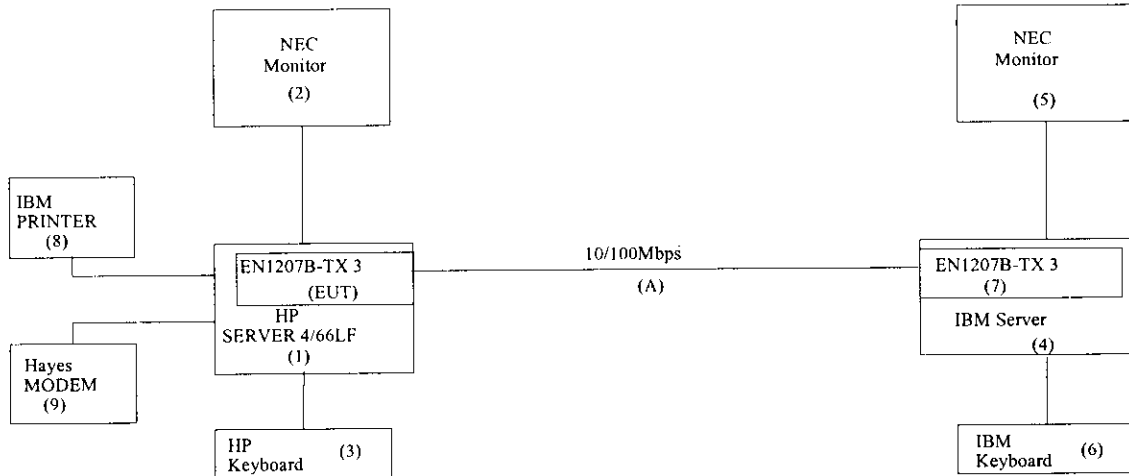 NEC
Monitor
(2)
NEC
Monitor
(5)
IBM
PRINTER
(8)
EN1207B-TX 3
(EUT)
HP
SERVER 4/66LF
(1)
10/100Mbps
(A)
EN1207B-TX 3
(7)
IBM Server
(4)
Hayes
MODEM
(9)
HP (3)
Keyboard
IBM (6)
Keyboard